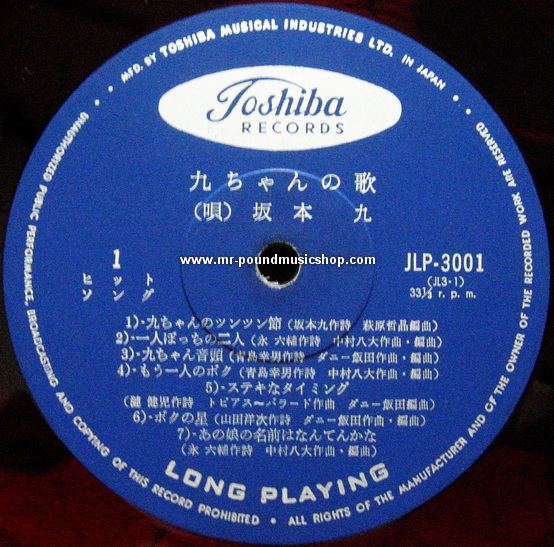 MFD. BY TOSHIBA MUSICAL INDUSTRIES LTD. IN JAPAN
Toshiba
RECORDS
九ちゃんの歌
(唄) 坂本 九
www.mr-poundmusicshop.com
1
ヒット
ソング
JLP-3001
(JL3-1)
33⅓ r. p. m.
1)-九ちゃんのツンツン節 (坂本九作詩 萩原哲晶編曲)
2)-一人ぼっちの二人 (永 六輔作詩 中村八大作曲・編曲)
3)-九ちゃん音頭 (青島幸男作詩 ダニー飯田作曲・編曲)
4)-もう一人のボク (青島幸男作詩 中村八大作曲・編曲)
5)-ステキなタイミング
(漣 健児作詩 トビアス〜バラード作曲 ダニー飯田編曲)
6)-ボクの星 (山田洋次作詩 ダニー飯田作曲・編曲)
7)-あの娘の名前はなんてんかな
(永 六輔作詩 中村八大作曲・編曲)
LONG PLAYING
UNAUTHORIZED PUBLIC PERFORMANCE, BROADCASTING AND COPYING OF THIS RECORD PROHIBITED • ALL RIGHTS OF THE MANUFACTURER AND OF THE OWNER OF THE RECORDED WORK ARE RESERVED